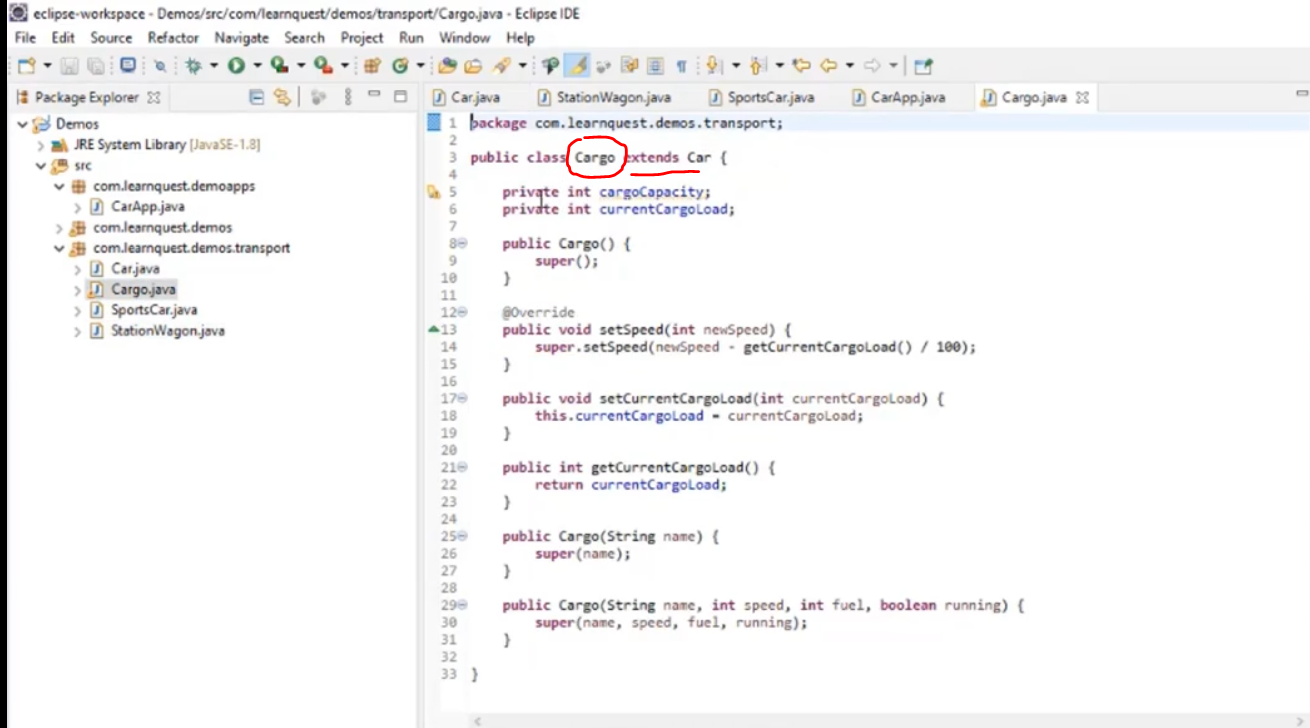 eclipse-workspace - Demos/src/com/learnquest/demos/transport/Cargo.java - Eclipse IDE
File Edit Source Refactor Navigate Search Project Run Window Help
Package Explorer
Car.java StationWagon.java SportsCar.java CarApp.java Cargo.java
Demos
JRE System Library [JavaSE-1.8]
src
com.learnquest.demoapps
CarApp.java
com.learnquest.demos
com.learnquest.demos.transport
Car.java
Cargo.java
SportsCar.java
StationWagon.java
1 package com.learnquest.demos.transport;
2
3 public class Cargo extends Car {
4
5 private int cargoCapacity;
6 private int currentCargoLoad;
7
8 public Cargo() {
9 super();
10 }
11
12 @Override
13 public void setSpeed(int newSpeed) {
14 super.setSpeed(newSpeed - getCurrentCargoLoad() / 100);
15 }
16
17 public void setCurrentCargoLoad(int currentCargoLoad) {
18 this.currentCargoLoad = currentCargoLoad;
19 }
20
21 public int getCurrentCargoLoad() {
22 return currentCargoLoad;
23 }
24
25 public Cargo(String name) {
26 super(name);
27 }
28
29 public Cargo(String name, int speed, int fuel, boolean running) {
30 super(name, speed, fuel, running);
31 }
32
33 }